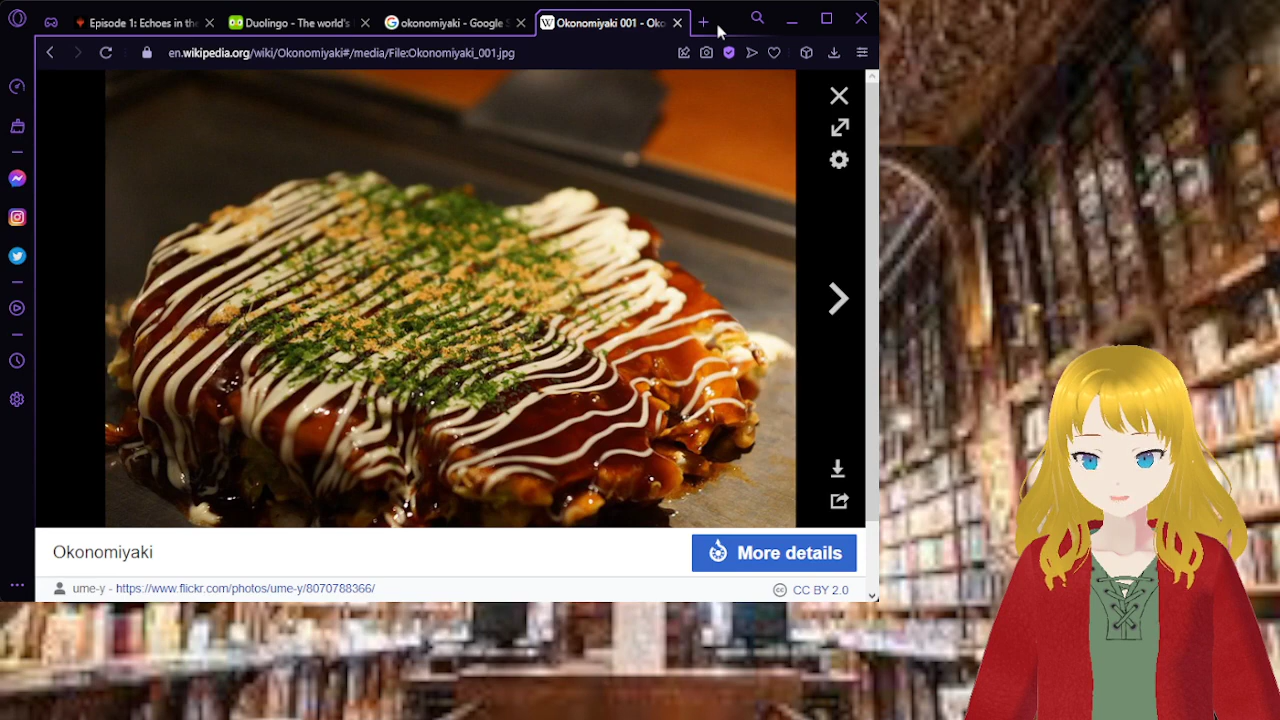 Episode 1: Echoes in the
Duolingo - The world's
okonomiyaki - Google S
Okonomiyaki 001 - Oko
en.wikipedia.org/wiki/Okonomiyaki#/media/File:Okonomiyaki_001.jpg
Okonomiyaki
More details
ume-y - https://www.flickr.com/photos/ume-y/8070788366/
CC BY 2.0